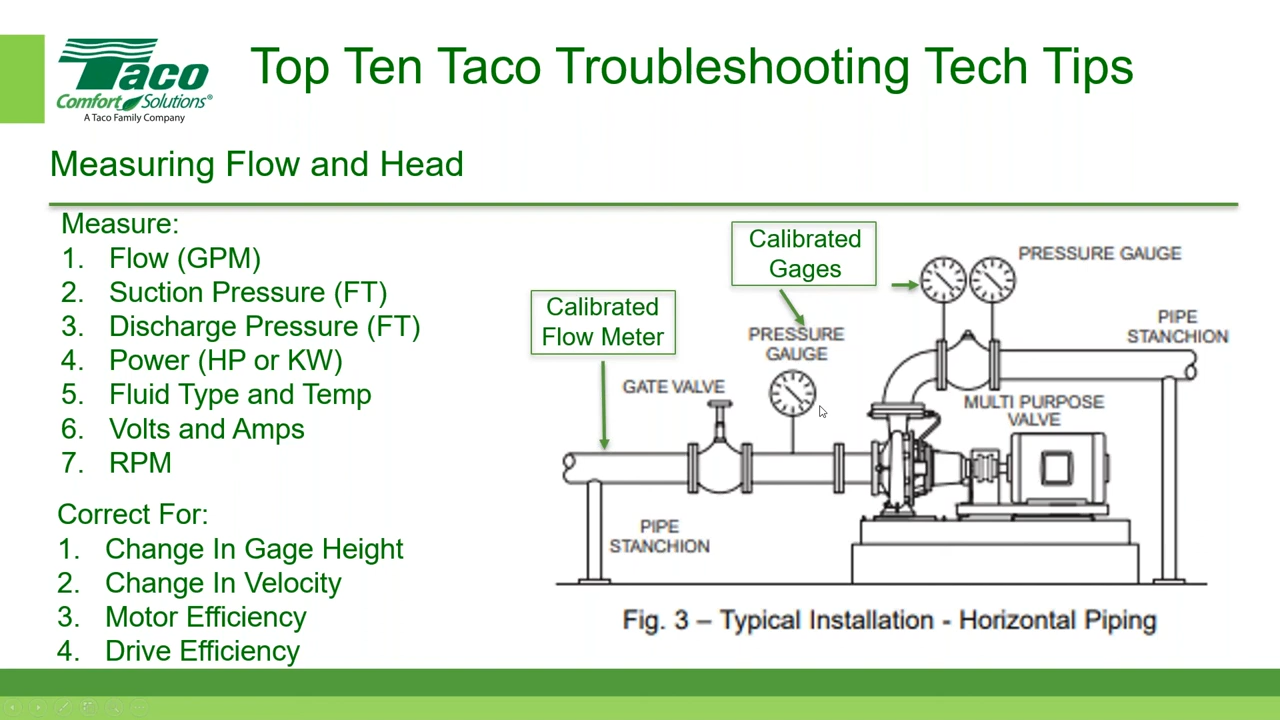 Taco
Comfort Solutions®
A Taco Family Company
Top Ten Taco Troubleshooting Tech Tips
Measuring Flow and Head
Measure:
1. Flow (GPM)
2. Suction Pressure (FT)
3. Discharge Pressure (FT)
4. Power (HP or KW)
5. Fluid Type and Temp
6. Volts and Amps
7. RPM
Correct For:
1. Change In Gage Height
2. Change In Velocity
3. Motor Efficiency
4. Drive Efficiency
Calibrated
Gages
Calibrated
Flow Meter
PRESSURE GAUGE
PIPE
STANCHION
PRESSURE
GAUGE
GATE VALVE
MULTI PURPOSE
VALVE
PIPE
STANCHION
Fig. 3 – Typical Installation - Horizontal Piping